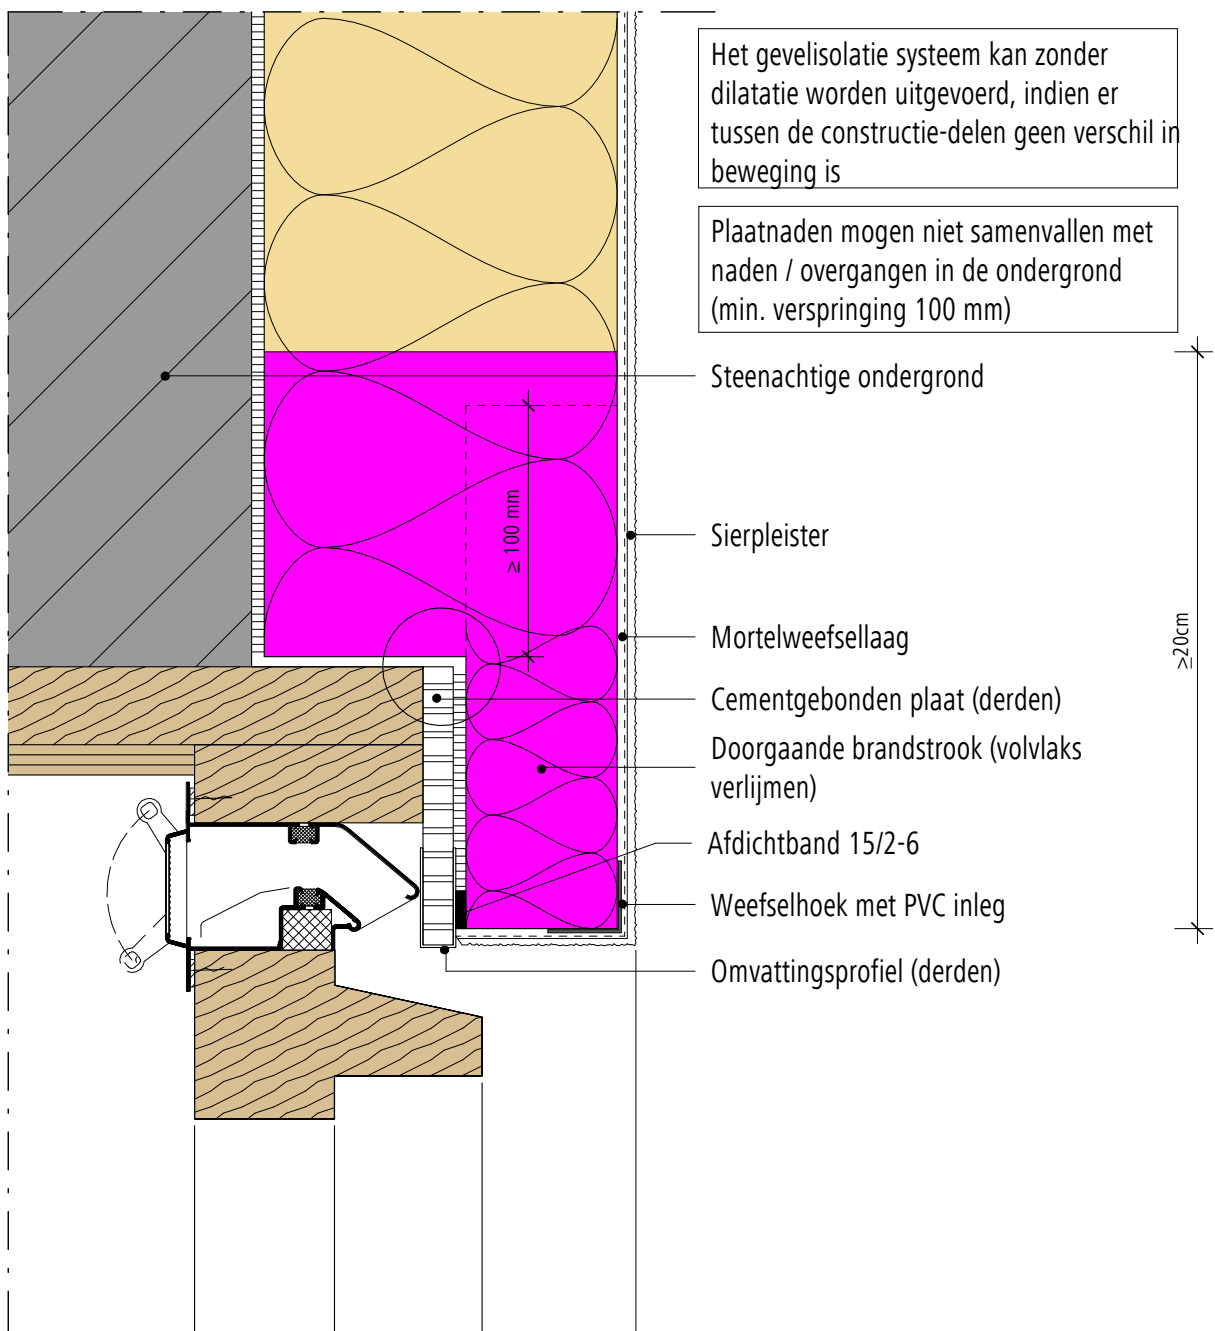 Het gevelisolatie systeem kan zonder
dilatatie worden uitgevoerd, indien er
tussen de constructie-delen geen verschil in
beweging is
Plaatnaden mogen niet samenvallen met
naden / overgangen in de ondergrond
(min. verspringing 100 mm)
Steenachtige ondergrond
≥ 100 mm
Sierpleister
Mortelweefsellaag
≥20cm
Cementgebonden plaat (derden)
Doorgaande brandstrook (volvlaks
verlijmen)
Afdichtband 15/2-6
Weefselhoek met PVC inleg
Omvattingsprofiel (derden)